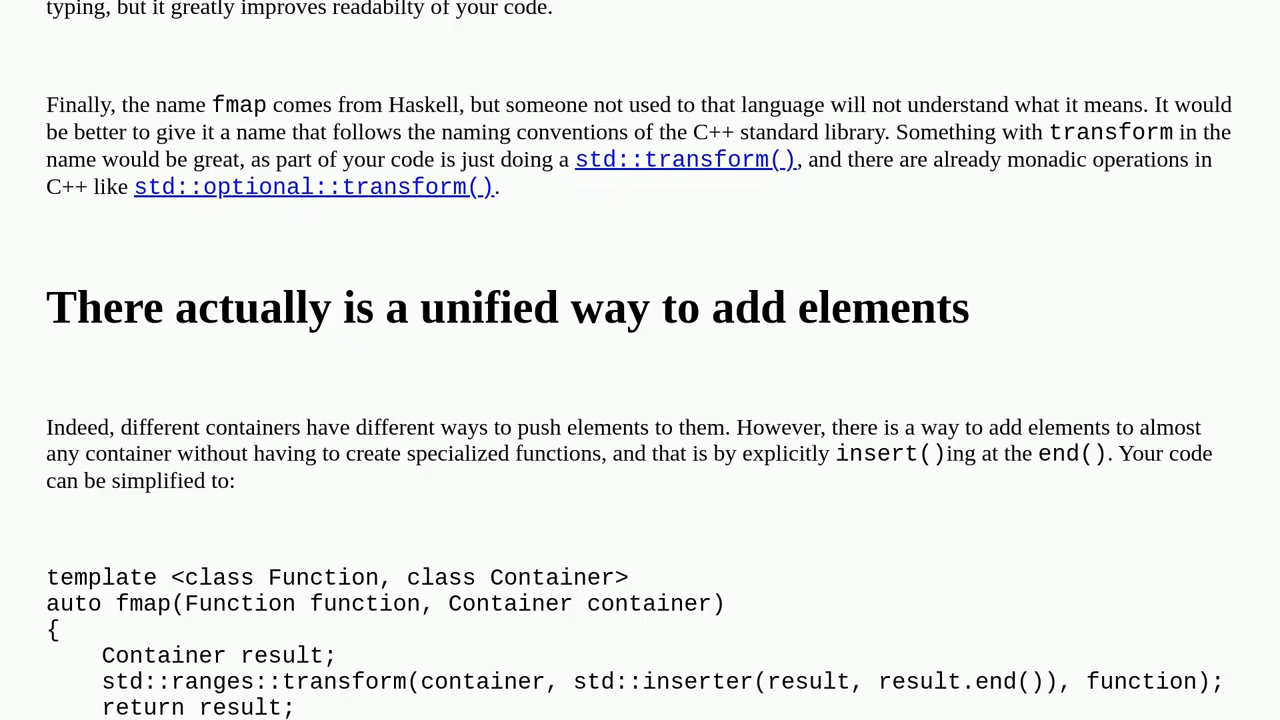 typing, but it greatly improves readabilty of your code.
Finally, the name fmap comes from Haskell, but someone not used to that language will not understand what it means. It would
be better to give it a name that follows the naming conventions of the C++ standard library. Something with transform in the
name would be great, as part of your code is just doing a std::transform(), and there are already monadic operations in
C++ like std::optional::transform().
There actually is a unified way to add elements
Indeed, different containers have different ways to push elements to them. However, there is a way to add elements to almost
any container without having to create specialized functions, and that is by explicitly insert()ing at the end(). Your code
can be simplified to:
template <class Function, class Container>
auto fmap(Function function, Container container)
{
    Container result;
    std::ranges::transform(container, std::inserter(result, result.end()), function);
    return result;